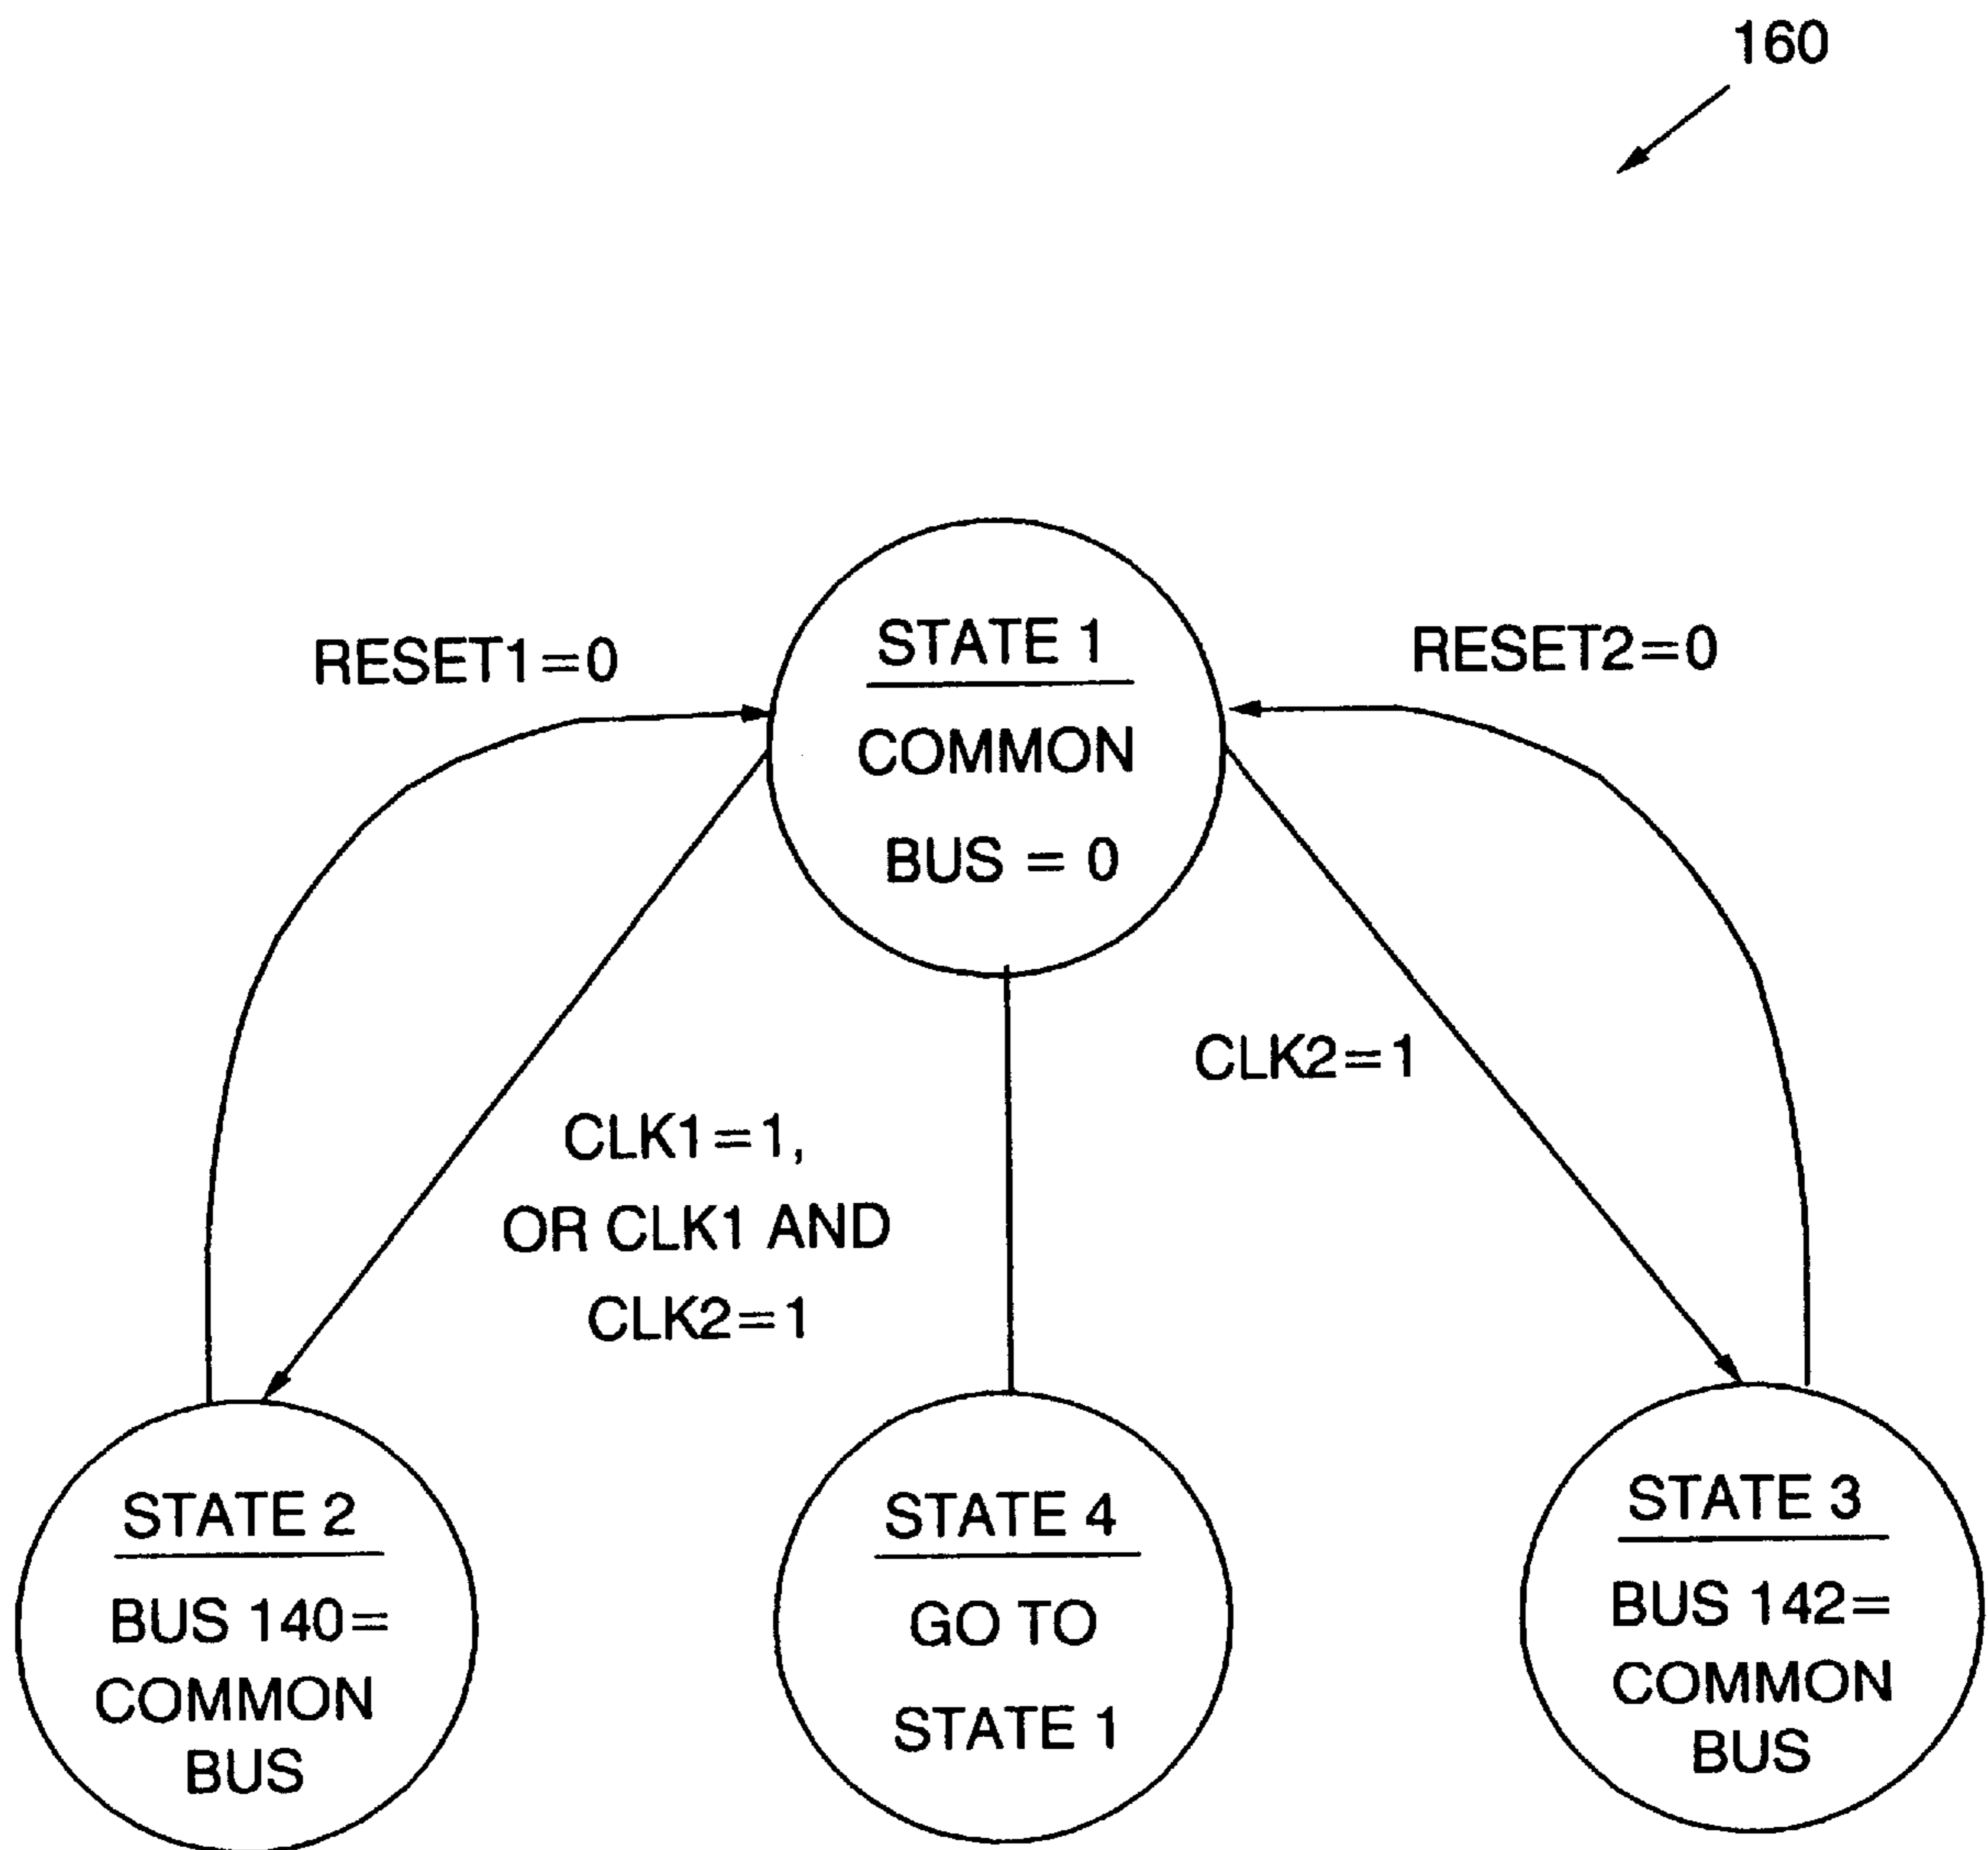 160
RESET1=0
STATE 1
COMMON
BUS = 0
RESET2=0
CLK2=1
CLK1=1,
OR CLK1 AND
CLK2=1
STATE 2
BUS 140=
COMMON
BUS
STATE 4
GO TO
STATE 1
STATE 3
BUS 142=
COMMON
BUS